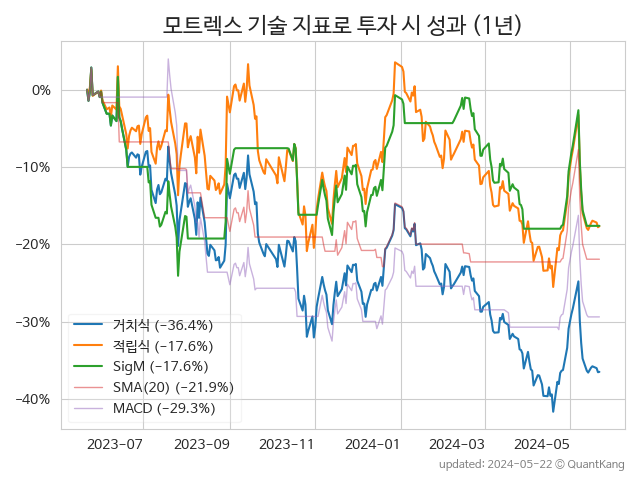 모트렉스 기술 지표로 투자 시 성과 (1년)
0%
−10%
−20%
−30%
−40%
거치식 (−36.4%)
적립식 (−17.6%)
SigM (−17.6%)
SMA(20) (−21.9%)
MACD (−29.3%)
2023−07 2023−09 2023−11 2024−01 2024−03 2024−05
updated: 2024−05−22 © QuantKang